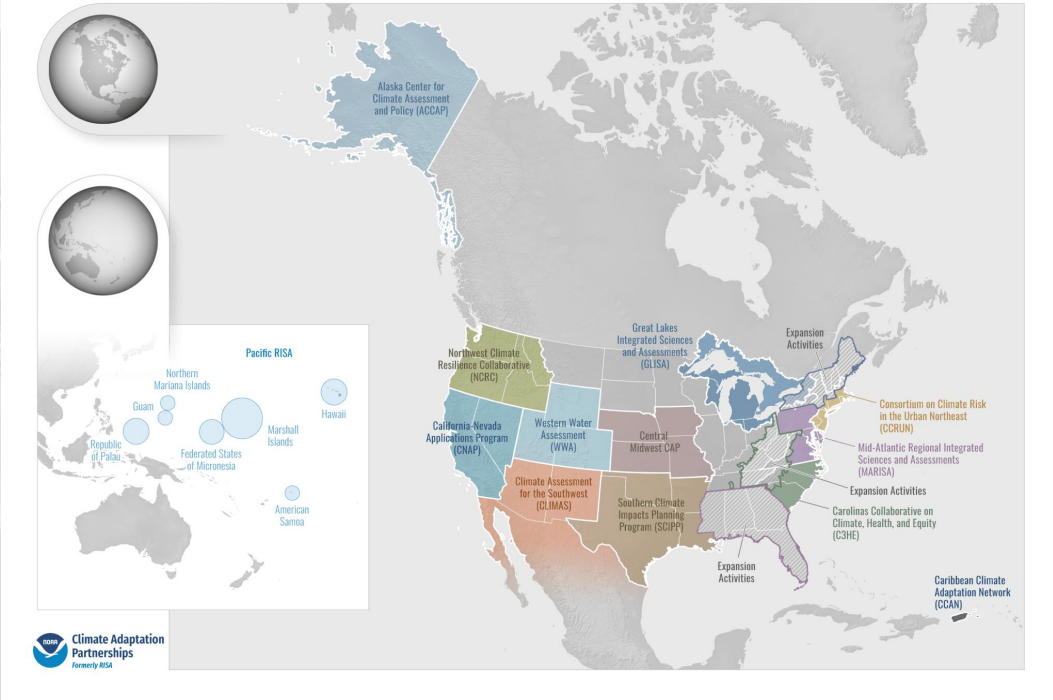 Alaska Center for
Climate Assessment
and Policy (ACCAP)
Great Lakes
Integrated Sciences
and Assessments
(GLISA)
Expansion
Activities
Northwest Climate
Resilience Collaborative
(NCRC)
Pacific RISA
Northern
Mariana Islands
Guam
Hawaii
Republic
of Palau
Federated States
of Micronesia
Marshall
Islands
American
Samoa
California-Nevada
Applications Program
(CNAP)
Western Water
Assessment
(WWA)
Central
Midwest CAP
Consortium on Climate Risk
in the Urban Northeast
(CCRUN)
Mid-Atlantic Regional Integrated
Sciences and Assessments
(MARISA)
Climate Assessment
for the Southwest
(CLIMAS)
Southern Climate
Impacts Planning
Program (SCIPP)
Expansion Activities
Carolinas Collaborative on
Climate, Health, and Equity
(C3HE)
Expansion
Activities
Caribbean Climate
Adaptation Network
(CCAN)
NOAA
Climate Adaptation
Partnerships
Formerly RISA